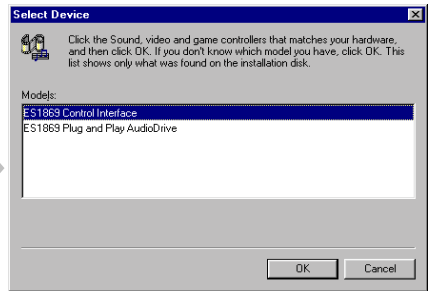 Select Device
Click the Sound, video and game controllers that matches your hardware,
and then click OK. If you don't know which model you have, click OK. This
list shows only what was found on the installation disk.
Models:
ES1869 Control Interface
ES1869 Plug and Play AudioDrive
OK Cancel